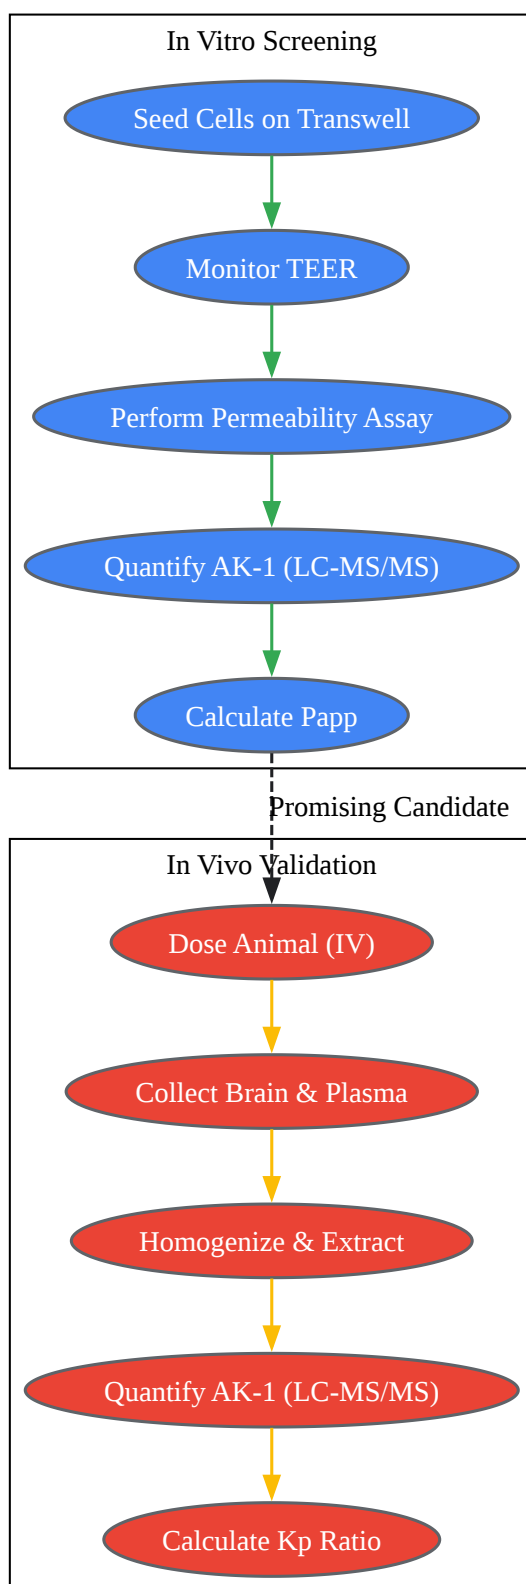 In Vitro Screening
Seed Cells on Transwell
Monitor TEER
Perform Permeability Assay
Quantify AK-1 (LC-MS/MS)
Calculate Papp
Promising Candidate
In Vivo Validation
Dose Animal (IV)
Collect Brain & Plasma
Homogenize & Extract
Quantify AK-1 (LC-MS/MS)
Calculate Kp Ratio